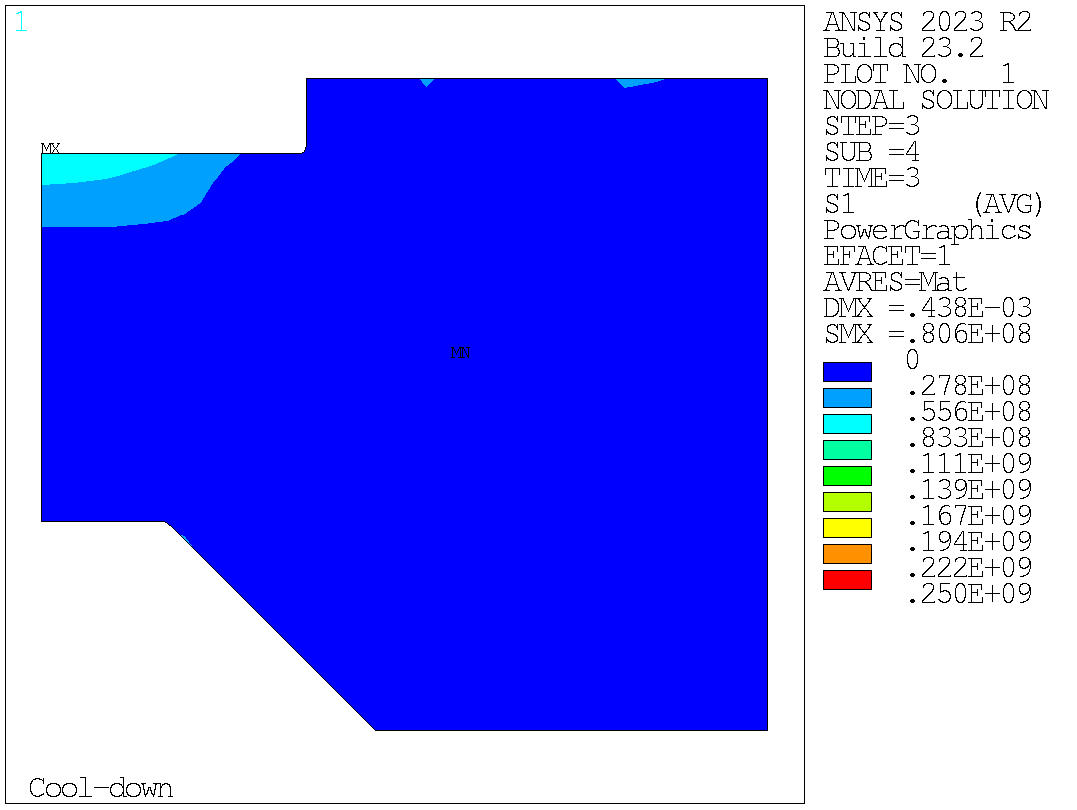 1
ANSYS 2023 R2
Build 23.2
PLOT NO. 1
NODAL SOLUTION
STEP=3
SUB =4
TIME=3
S1 (AVG)
PowerGraphics
EFACET=1
AVRES=Mat
DMX =.438E-03
SMX =.806E+08
0
.278E+08
.556E+08
.833E+08
.111E+09
.139E+09
.167E+09
.194E+09
.222E+09
.250E+09
MX
MN
Cool-down